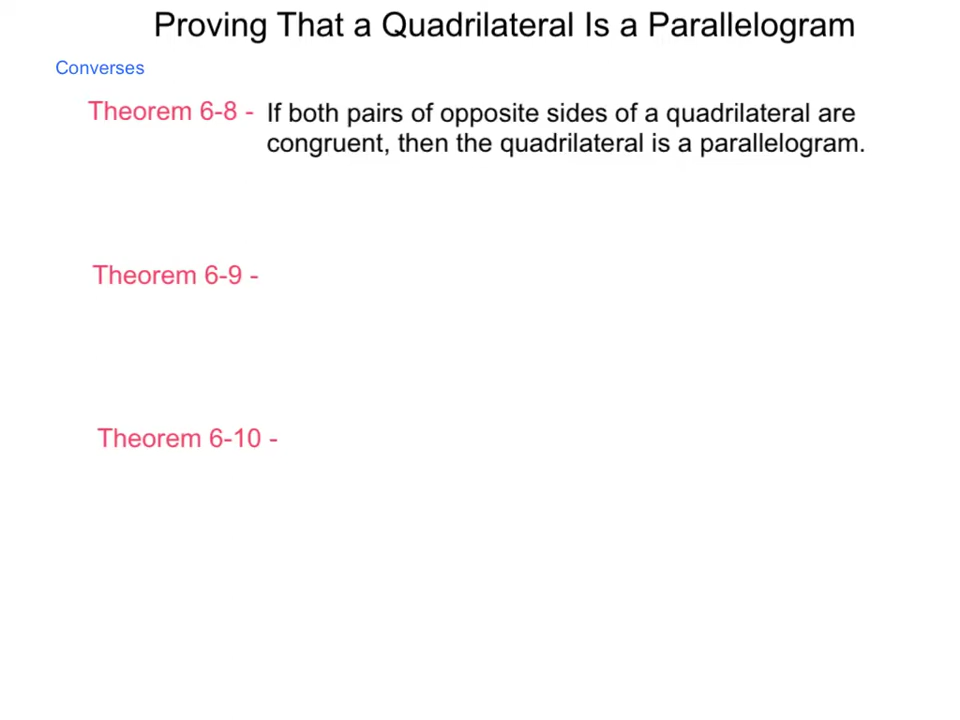 Proving That a Quadrilateral Is a Parallelogram
Converses
Theorem 6-8 - If both pairs of opposite sides of a quadrilateral are
congruent, then the quadrilateral is a parallelogram.
Theorem 6-9 -
Theorem 6-10 -